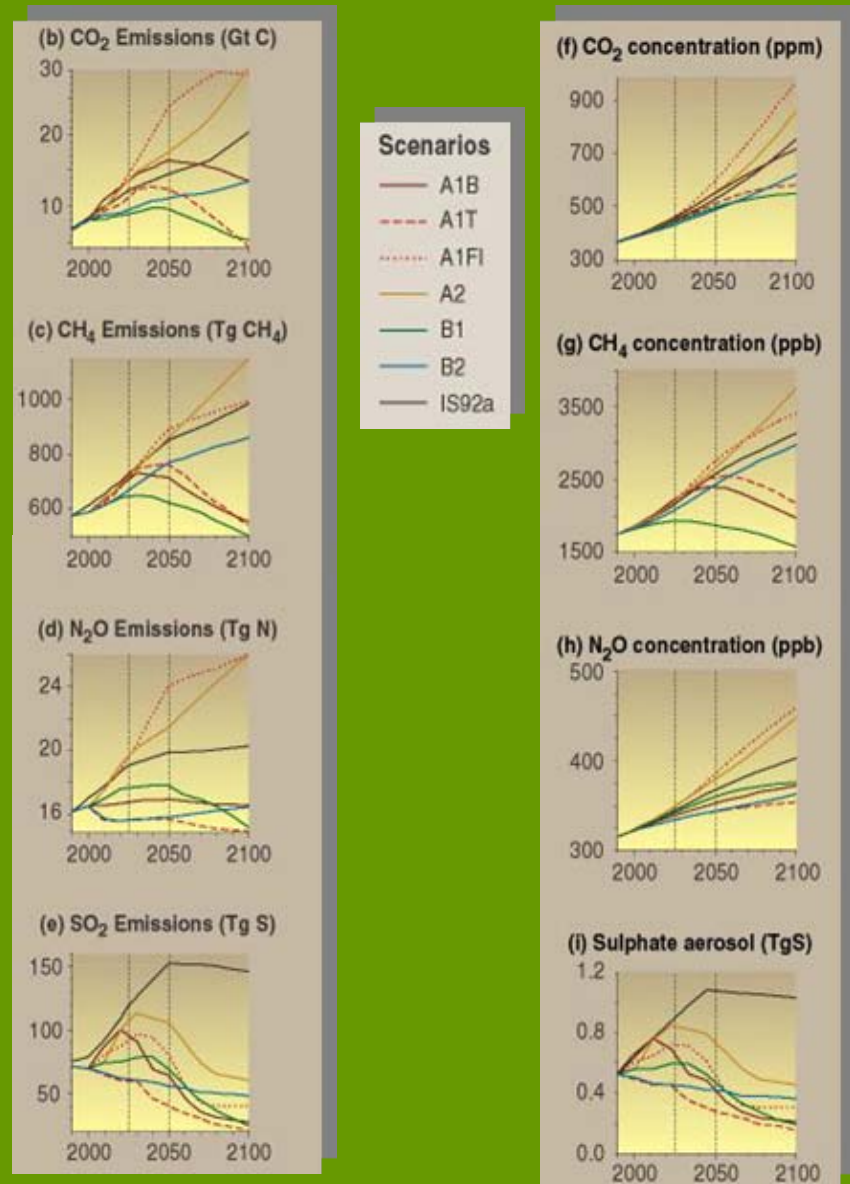 (b) CO₂ Emissions (Gt C)
30
20
10
2000 2050 2100
(c) CH₄ Emissions (Tg CH₄)
1000
800
600
2000 2050 2100
(d) N₂O Emissions (Tg N)
24
20
16
2000 2050 2100
(e) SO₂ Emissions (Tg S)
150
100
50
2000 2050 2100
Scenarios
A1B
A1T
A1FI
A2
B1
B2
IS92a
(f) CO₂ concentration (ppm)
900
700
500
300
2000 2050 2100
(g) CH₄ concentration (ppb)
3500
2500
1500
2000 2050 2100
(h) N₂O concentration (ppb)
500
400
300
2000 2050 2100
(i) Sulphate aerosol (TgS)
1.2
0.8
0.4
0.0
2000 2050 2100